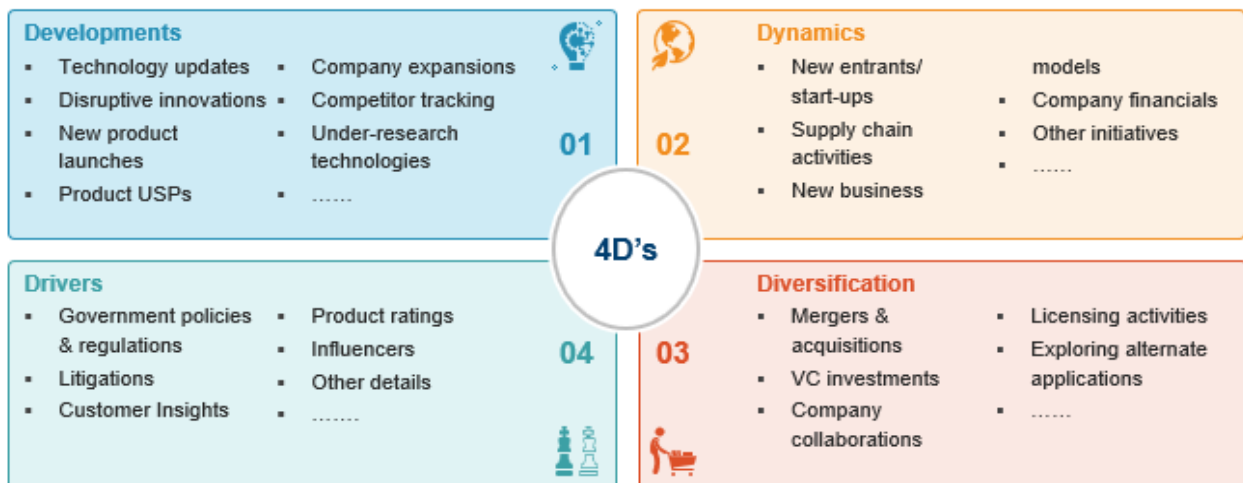 Developments
▪ Technology updates
▪ Disruptive innovations
▪ New product
launches
▪ Product USPs
▪ Company expansions
▪ Competitor tracking
▪ Under-research
technologies
▪ ......
01
Dynamics
▪ New entrants/
start-ups
▪ Supply chain
activities
▪ New business
models
▪ Company financials
▪ Other initiatives
▪ ......
02
4D’s
Drivers
▪ Government policies
& regulations
▪ Litigations
▪ Customer Insights
▪ Product ratings
▪ Influencers
▪ Other details
▪ .......
04
Diversification
▪ Mergers &
acquisitions
▪ VC investments
▪ Company
collaborations
▪ Licensing activities
▪ Exploring alternate
applications
▪ ......
03